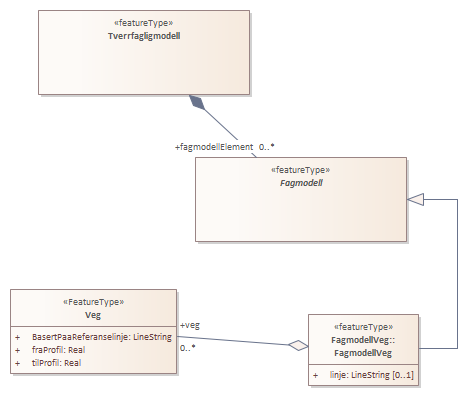 «featureType»
Tverrfagligmodell
+fagmodellElement 0..*
«featureType»
Fagmodell
«FeatureType»
Veg
+ BasertPaaReferanselinje: LineString
+ fraProfil: Real
+ tilProfil: Real
+veg
0..*
«featureType»
FagmodellVeg::
FagmodellVeg
+ linje: LineString [0..1]